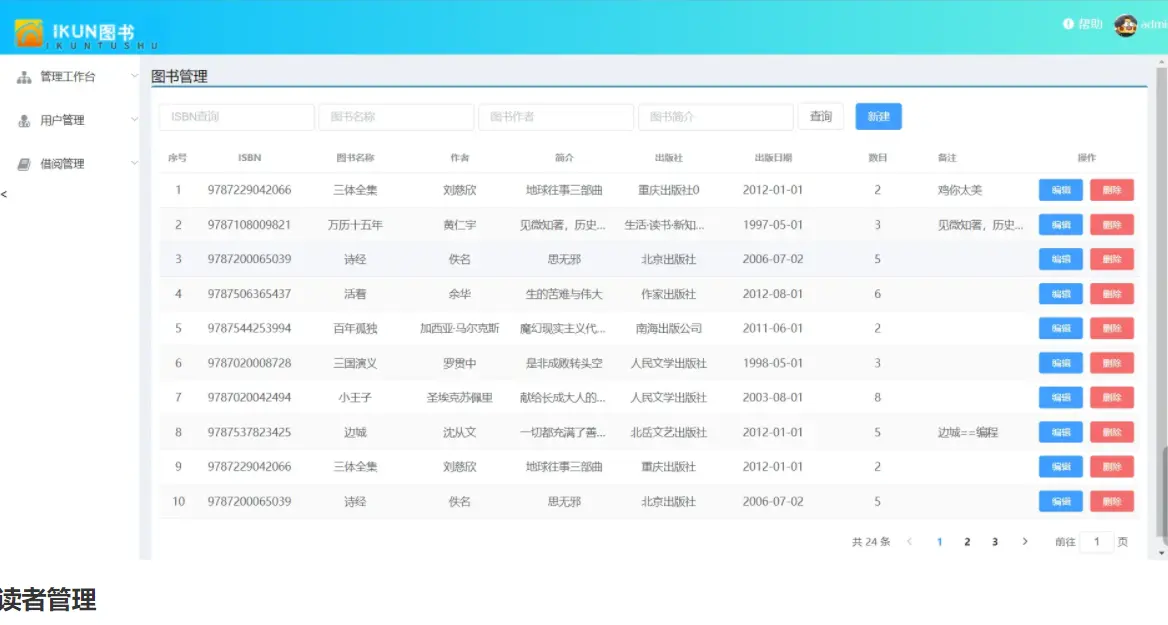 IKUN图书
IKUNTUSHU
帮助 admi
管理工作台
用户管理
借阅管理
<
图书管理
ISBN查询 图书名称 图书作者 图书简介 查询 新建
序号 ISBN 图书名称 作者 简介 出版社 出版日期 数目 备注 操作
1 9787229042066 三体全集 刘慈欣 地球往事三部曲 重庆出版社0 2012-01-01 2 鸡你太美 编辑 删除
2 9787108009821 万历十五年 黄仁宇 见微知著，历史... 生活·读书·新知... 1997-05-01 3 见微知著，历史... 编辑 删除
3 9787200065039 诗经 佚名 思无邪 北京出版社 2006-07-02 5 编辑 删除
4 9787506365437 活着 余华 生的苦难与伟大 作家出版社 2012-08-01 6 编辑 删除
5 9787544253994 百年孤独 加西亚·马尔克斯 魔幻现实主义代... 南海出版公司 2011-06-01 2 编辑 删除
6 9787020008728 三国演义 罗贯中 是非成败转头空 人民文学出版社 1998-05-01 3 编辑 删除
7 9787020042494 小王子 圣埃克苏佩里 献给长成大人的... 人民文学出版社 2003-08-01 8 编辑 删除
8 9787537823425 边城 沈从文 一切都充满了善... 北岳文艺出版社 2012-01-01 5 边城==编程 编辑 删除
9 9787229042066 三体全集 刘慈欣 地球往事三部曲 重庆出版社 2012-01-01 2 编辑 删除
10 9787200065039 诗经 佚名 思无邪 北京出版社 2006-07-02 5 编辑 删除
共 24 条 < 1 2 3 > 前往 1 页
读者管理